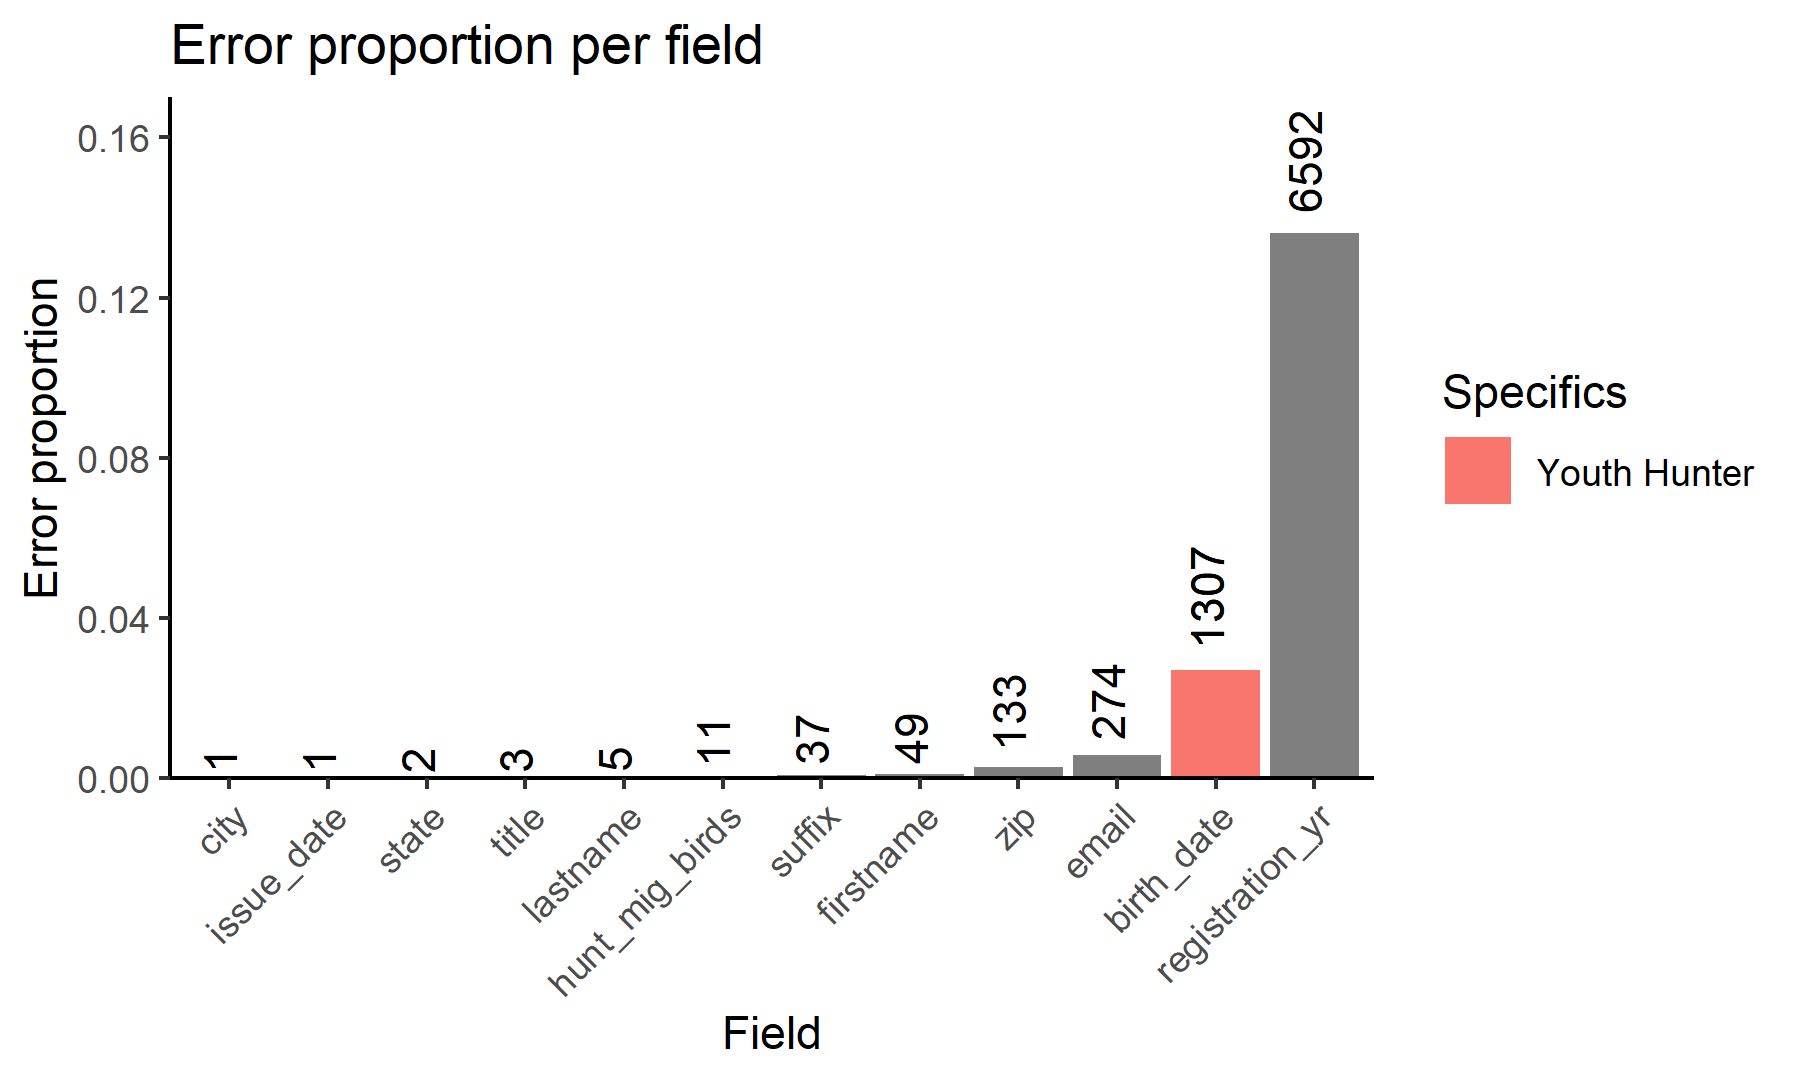 Error proportion per field
Error proportion
0.16
0.12
0.08
0.04
0.00
1
1
2
3
5
11
37
49
133
274
1307
6592
city
issue_date
state
title
lastname
hunt_mig_birds
suffix
firstname
zip
email
birth_date
registration_yr
Field
Specifics
Youth Hunter